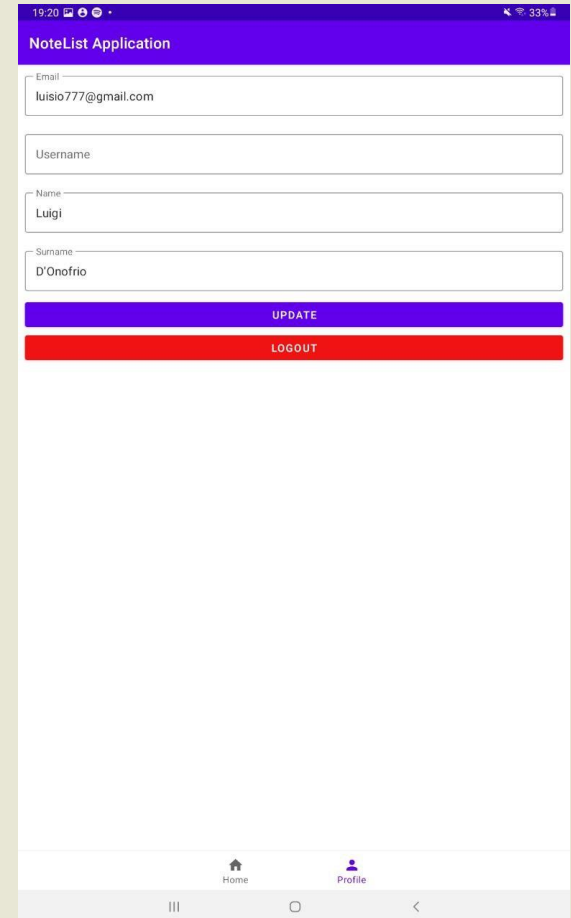 19:20
33%
NoteList Application
Email
luisio777@gmail.com
Username
Name
Luigi
Surname
D'Onofrio
UPDATE
LOGOUT
Home
Profile